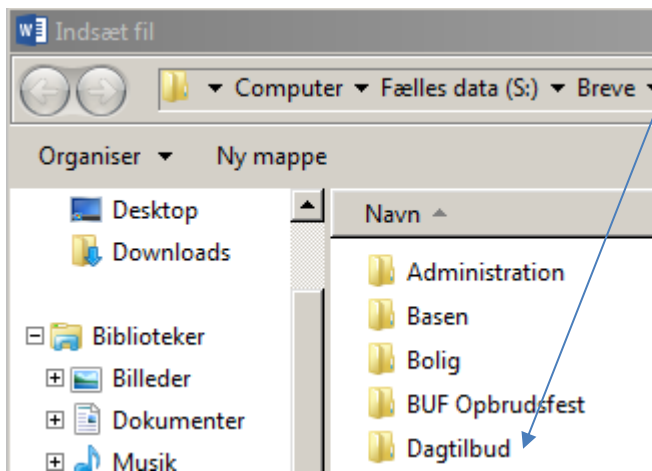 Indsæt fil
Computer Fælles data (S:) Breve
Organiser Ny mappe
Desktop
Downloads
Biblioteker
Billeder
Dokumenter
Musik
Navn
Administration
Basen
Bolig
BUF Opbrudsfest
Dagtilbud